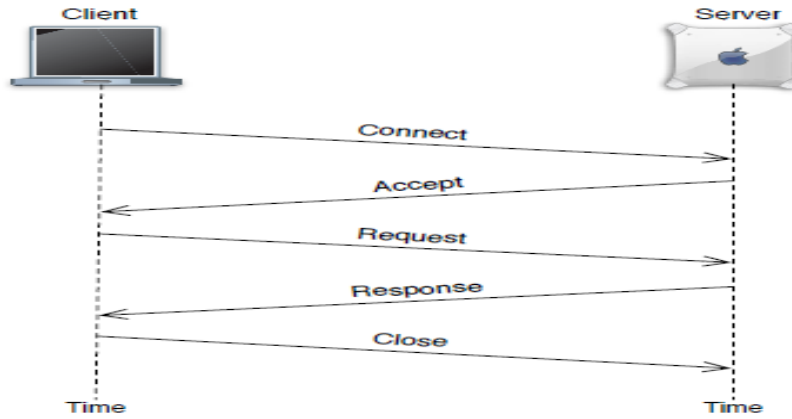 Client
Server
Connect
Accept
Request
Response
Close
Time
Time